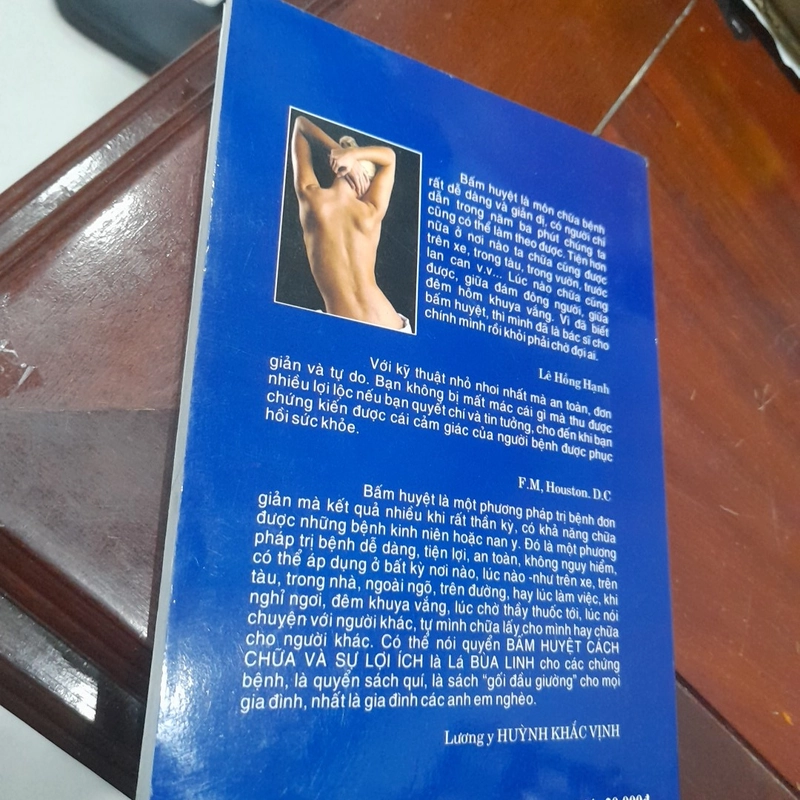 Bấm huyệt là môn chữa bệnh
rất dễ dàng và giản dị, có người chỉ
dẫn trong năm ba phút chúng ta
cũng có thể làm theo được. Tiện hơn
nữa ở nơi nào ta chữa cũng được
trên xe, trong tàu, trong vườn, trước
lan can v.v... Lúc nào chữa cũng
được, giữa đám đông người, giữa
đêm hôm khuya vắng. Vì đã biết
bấm huyệt, thì mình đã là bác sĩ cho
chính mình rồi khỏi phải chờ đợi ai.
Lê Hồng Hạnh
Với kỹ thuật nhỏ nhoi nhất mà an toàn, đơn
giản và tự do. Bạn không bị mất mác cái gì mà thu được
nhiều lợi lộc nếu bạn quyết chí và tin tưởng, cho đến khi bạn
chứng kiến được cái cảm giác của người bệnh được phục
hồi sức khỏe.
F.M, Houston. D.C
Bấm huyệt là một phương pháp trị bệnh đơn
giản mà kết quả nhiều khi rất thần kỳ, có khả năng chữa
được những bệnh kinh niên hoặc nan y. Đó là một phương
pháp trị bệnh dễ dàng, tiện lợi, an toàn, không nguy hiểm,
có thể áp dụng ở bất kỳ nơi nào, lúc nào -như trên xe, trên
tàu, trong nhà, ngoài ngõ, trên đường, hay lúc làm việc, khi
nghỉ ngơi, đêm khuya vắng, lúc chờ thầy thuốc tới, lúc nói
chuyện với người khác, tự mình chữa lấy cho mình hay chữa
cho người khác. Có thể nói quyển BẤM HUYỆT CÁCH
CHỮA VÀ SỰ LỢI ÍCH là LÁ BÙA LINH cho các chứng
bệnh, là quyển sách quí, là sách "gối đầu giường" cho mọi
gia đình, nhất là gia đình các anh em nghèo.
Lương y HUỲNH KHẮC VỊNH